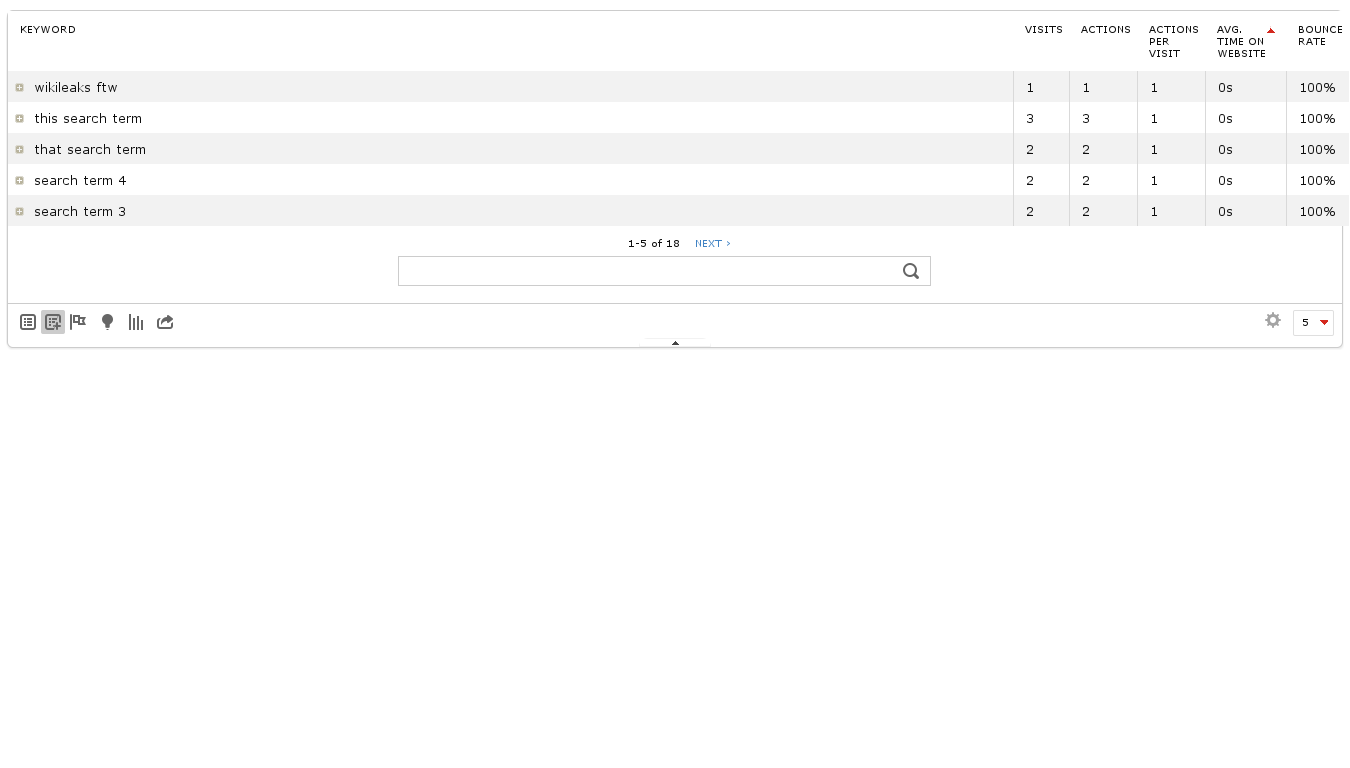 KEYWORD VISITS ACTIONS ACTIONS PER VISIT AVG. TIME ON WEBSITE BOUNCE RATE
wikileaks ftw 1 1 1 0s 100%
this search term 3 3 1 0s 100%
that search term 2 2 1 0s 100%
search term 4 2 2 1 0s 100%
search term 3 2 2 1 0s 100%
1-5 of 18 NEXT ›
5